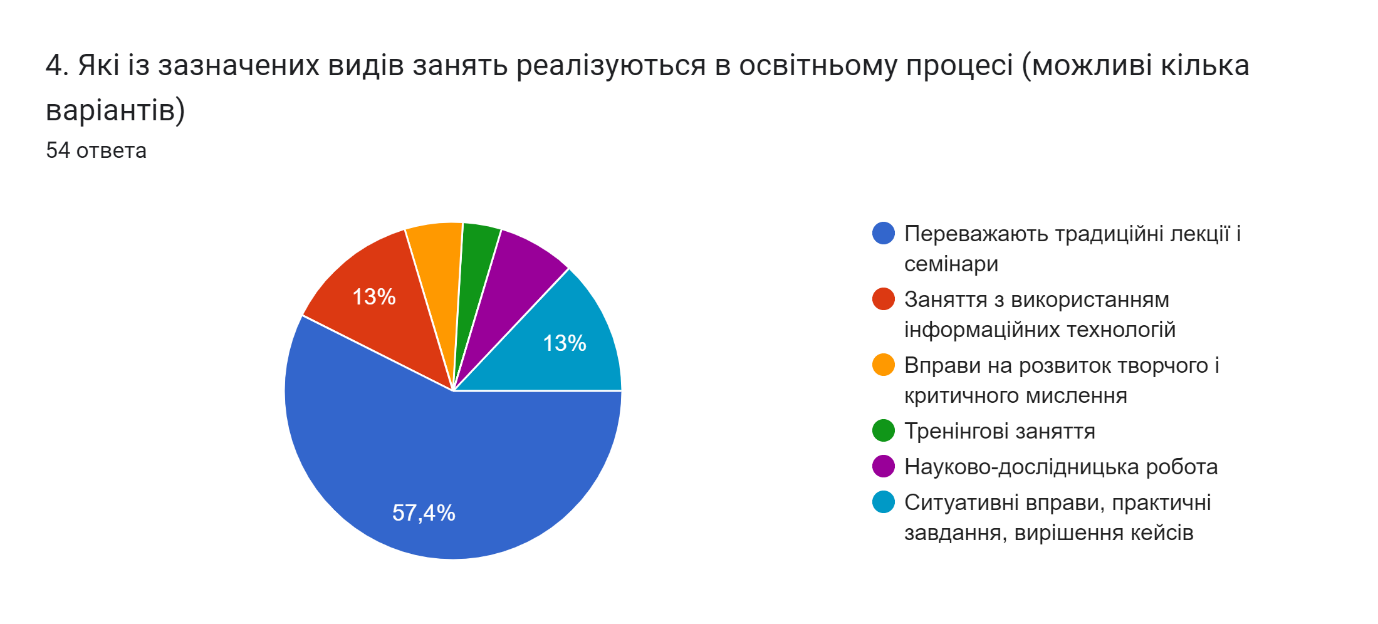 4. Які із зазначених видів занять реалізуються в освітньому процесі (можливі кілька
варіантів)
54 ответа
13%
13%
57,4%
Переважають традиційні лекції і
семінари
Заняття з використанням
інформаційних технологій
Вправи на розвиток творчого і
критичного мислення
Тренінгові заняття
Науково-дослідницька робота
Ситуативні вправи, практичні
завдання, вирішення кейсів